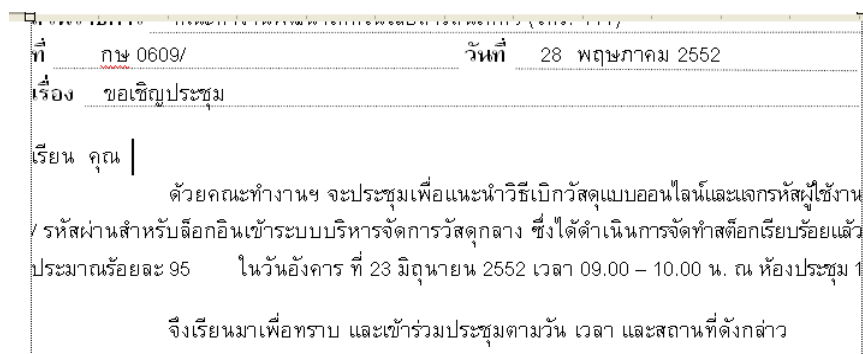 ที่ กษ 0609/ วันที่ 28 พฤษภาคม 2552
เรื่อง ขอเชิญประชุม
เรียน คุณ
ด้วยคณะทำงานฯ จะประชุมเพื่อแนะนำวิธีเบิกวัสดุแบบออนไลน์และแจกรหัสผู้ใช้งาน
/ รหัสผ่านสำหรับล็อกอินเข้าระบบบริหารจัดการวัสดุกลาง ซึ่งได้ดำเนินการจัดทำสต็อกเรียบร้อยแล้ว
ประมาณร้อยละ 95 ในวันอังคาร ที่ 23 มิถุนายน 2552 เวลา 09.00 – 10.00 น. ณ ห้องประชุม 1
จึงเรียนมาเพื่อทราบ และเข้าร่วมประชุมตามวัน เวลา และสถานที่ดังกล่าว